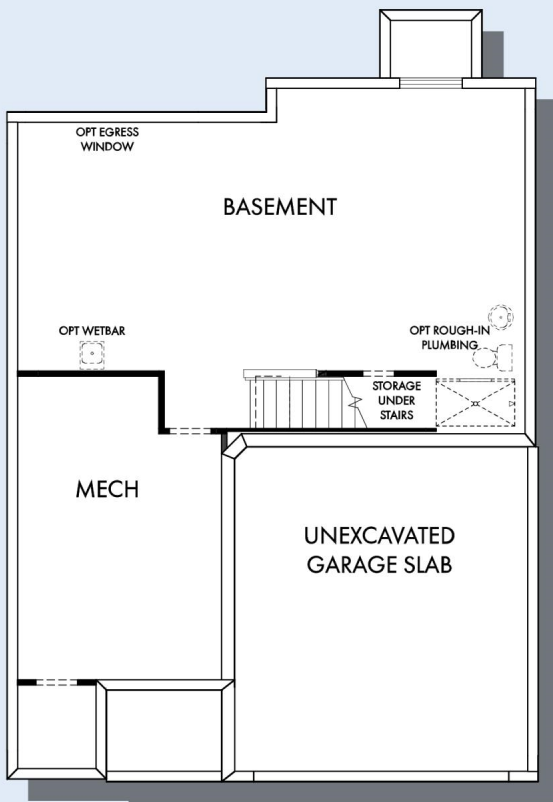 OPT EGRESS
WINDOW
BASEMENT
OPT WETBAR
OPT ROUGH-IN
PLUMBING
STORAGE
UNDER
STAIRS
MECH
UNEXCAVATED
GARAGE SLAB